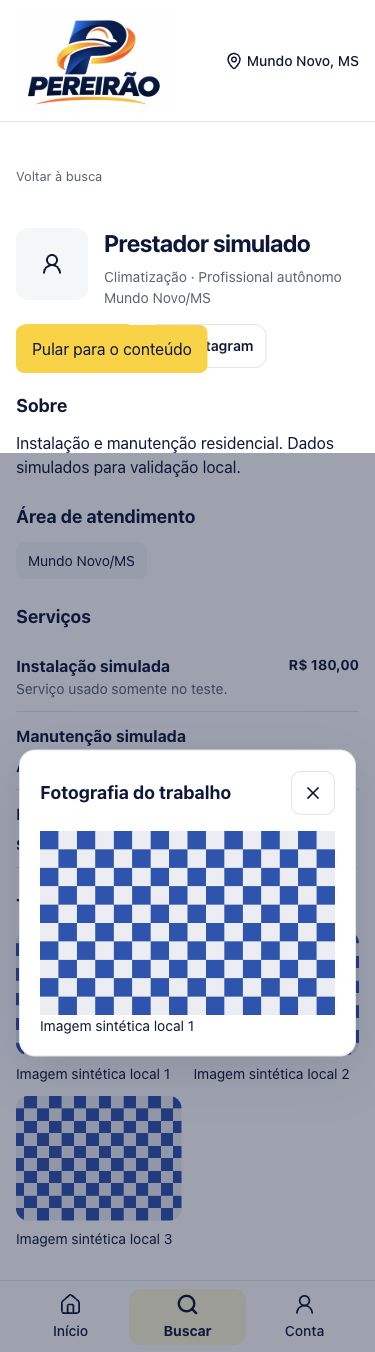 PEREIRÃO
Mundo Novo, MS
Voltar à busca
Prestador simulado
Climatização · Profissional autônomo
Mundo Novo/MS
Pular para o conteúdo
tagram
Sobre
Instalação e manutenção residencial. Dados
simulados para validação local.
Área de atendimento
Mundo Novo/MS
Serviços
Instalação simulada
R$ 180,00
Serviço usado somente no teste.
Manutenção simulada
Fotografia do trabalho
Imagem sintética local 1
Imagem sintética local 1
Imagem sintética local 2
Imagem sintética local 3
Início
Buscar
Conta